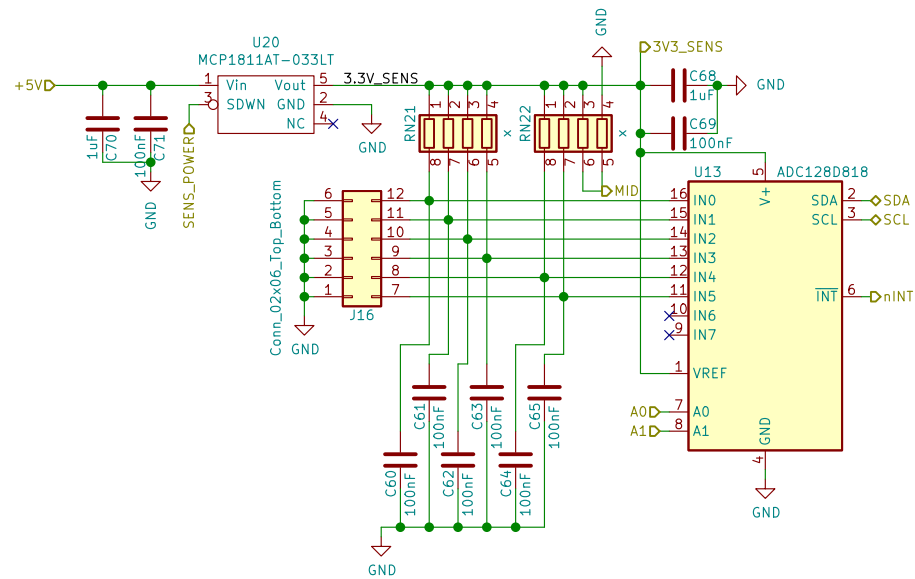 GND
U20
MCP1811AT-033LT
3V3_SENS
+5V
1
Vin
Vout
5
3.3V_SENS
C68
1uF
GND
3
SDWN
GND
2
NC
4
C70
1uF
C71
100nF
GND
SENS_POWER
GND
RN21
1
2
3
4
8
7
6
5
x
RN22
1
2
3
4
8
7
6
5
x
C69
100nF
MID
U13
ADC128D818
5
V+
Conn_02x06_Top_Bottom
6
12
5
11
4
10
3
9
2
8
1
7
J16
GND
16
IN0
15
IN1
14
IN2
13
IN3
12
IN4
11
IN5
10
IN6
9
IN7
1
VREF
7
A0
8
A1
A0
A1
SDA
2
SDA
SCL
3
SCL
INT
6
nINT
GND
4
GND
C61
100nF
C63
100nF
C65
100nF
C60
100nF
C62
100nF
C64
100nF
GND